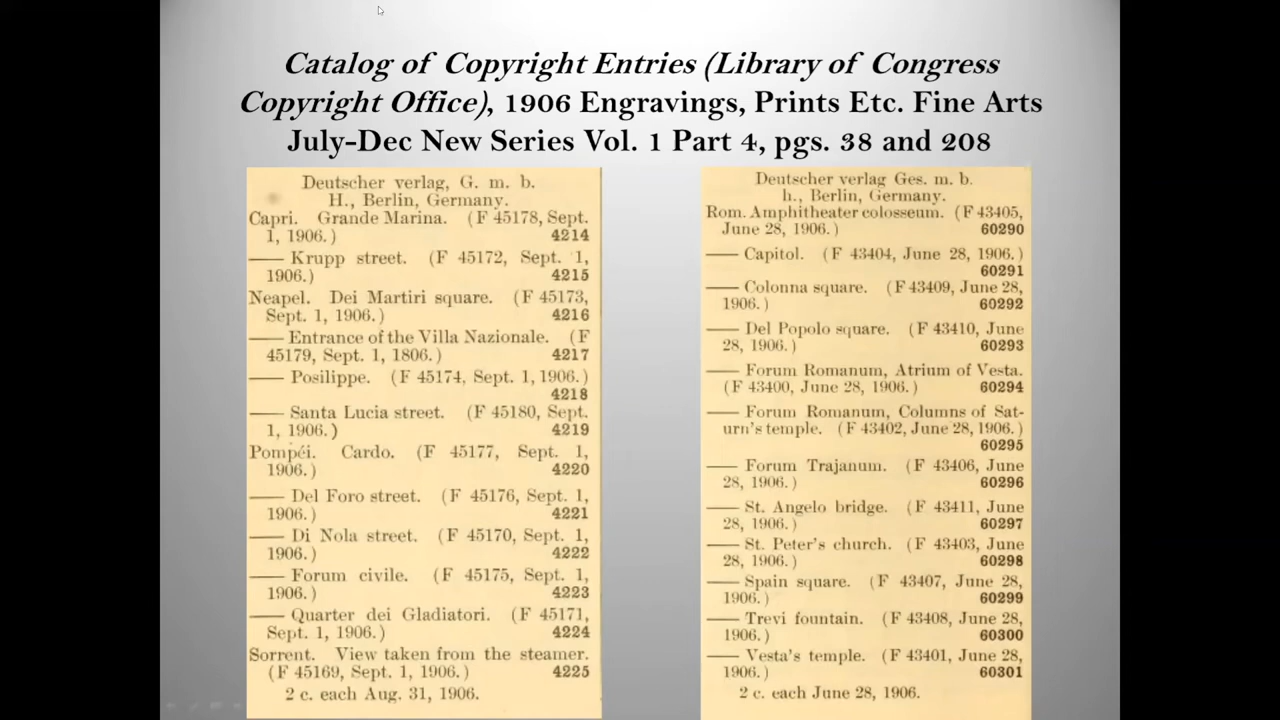 Catalog of Copyright Entries (Library of Congress
Copyright Office), 1906 Engravings, Prints Etc. Fine Arts
July-Dec New Series Vol. 1 Part 4, pgs. 38 and 208
Deutscher verlag, G. m. b.
H., Berlin, Germany.
Capri. Grande Marina. (F 45178, Sept.
1, 1906.) 4214
—— Krupp street. (F 45172, Sept. 1,
1906.) 4215
Neapel. Dei Martiri square. (F 45173,
Sept. 1, 1906.) 4216
—— Entrance of the Villa Nazionale. (F
45179, Sept. 1, 1806.) 4217
—— Posilippe. (F 45174, Sept. 1, 1906.)
4218
—— Santa Lucia street. (F 45180, Sept.
1, 1906.) 4219
Pompéi. Cardo. (F 45177, Sept. 1,
1906.) 4220
—— Del Foro street. (F 45176, Sept. 1,
1906.) 4221
—— Di Nola street. (F 45170, Sept. 1,
1906.) 4222
—— Forum civile. (F 45175, Sept. 1,
1906.) 4223
—— Quarter dei Gladiatori. (F 45171,
Sept. 1, 1906.) 4224
Sorrent. View taken from the steamer.
(F 45169, Sept. 1, 1906.) 4225
2 c. each Aug. 31, 1906.
Deutscher verlag Ges. m. b.
h., Berlin, Germany.
Rom. Amphitheater colosseum. (F 43405,
June 28, 1906.) 60290
—— Capitol. (F 43404, June 28, 1906.)
60291
—— Colonna square. (F 43409, June 28,
1906.) 60292
—— Del Popolo square. (F 43410, June
28, 1906.) 60293
—— Forum Romanum, Atrium of Vesta.
(F 43400, June 28, 1906.) 60294
—— Forum Romanum, Columns of Sat-
urn's temple. (F 43402, June 28, 1906.)
60295
—— Forum Trajanum. (F 43406, June
28, 1906.) 60296
—— St. Angelo bridge. (F 43411, June
28, 1906.) 60297
—— St. Peter's church. (F 43403, June
28, 1906.) 60298
—— Spain square. (F 43407, June 28,
1906.) 60299
—— Trevi fountain. (F 43408, June 28,
1906.) 60300
—— Vesta's temple. (F 43401, June 28,
1906.) 60301
2 c. each June 28, 1906.